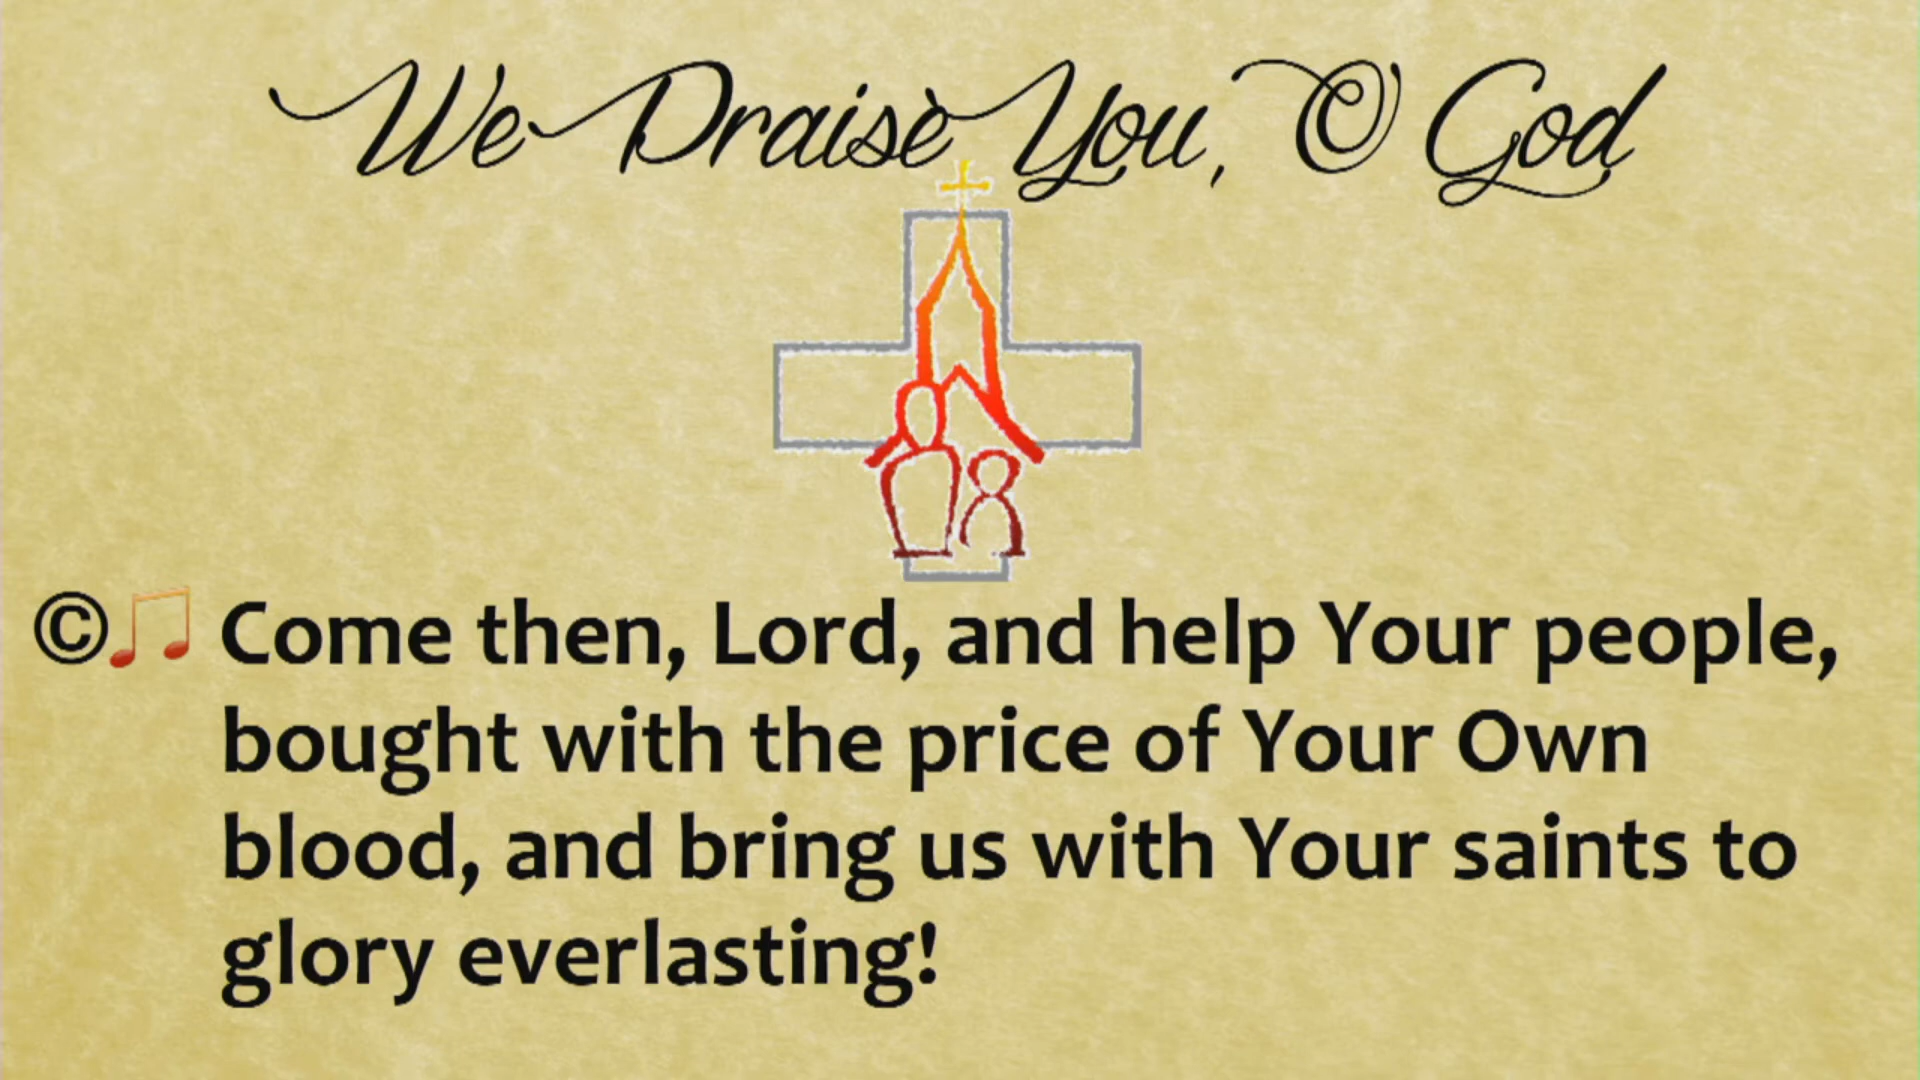 We Praise You, O God
©🎵 Come then, Lord, and help Your people,
bought with the price of Your Own
blood, and bring us with Your saints to
glory everlasting!